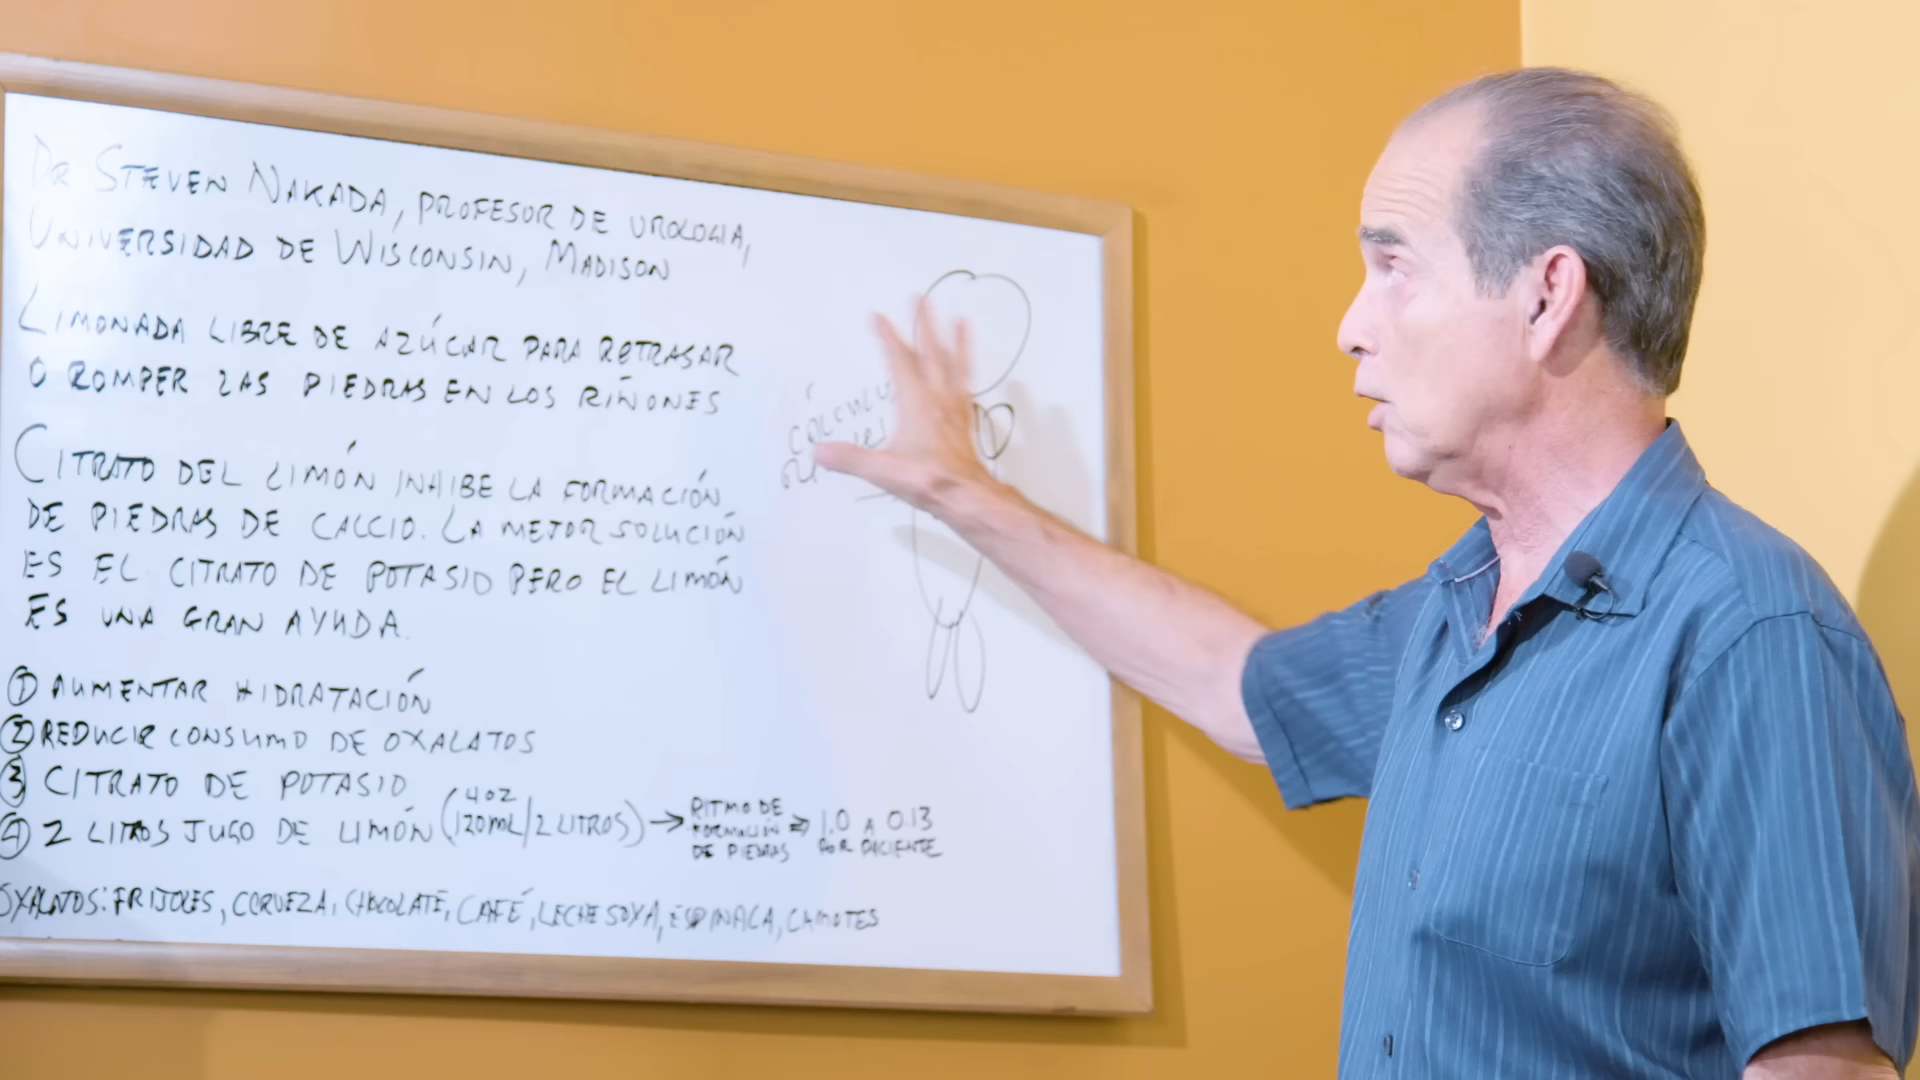 DR STEVEN NAKADA, PROFESOR DE UROLOGIA,
UNIVERSIDAD DE WISCONSIN, MADISON
LIMONADA LIBRE DE AZÚCAR PARA RETRASAR
O ROMPER LAS PIEDRAS EN LOS RIÑONES
CITRATO DEL LIMÓN INHIBE LA FORMACIÓN
DE PIEDRAS DE CALCIO. LA MEJOR SOLUCIÓN
ES EL CITRATO DE POTASIO PERO EL LIMÓN
ES UNA GRAN AYUDA.
① AUMENTAR HIDRATACIÓN
② REDUCIR CONSUMO DE OXALATOS
③ CITRATO DE POTASIO
④ 2 LITROS JUGO DE LIMÓN (4 OZ 120 ML/2 LITROS) → RITMO DE FORMACIÓN DE PIEDRAS ⇒ 1.0 A 0.13 POR PACIENTE
OXALATOS: FRIJOLES, CERVEZA, CHOCOLATE, CAFÉ, LECHE SOYA, ESPINACA, CAMOTES